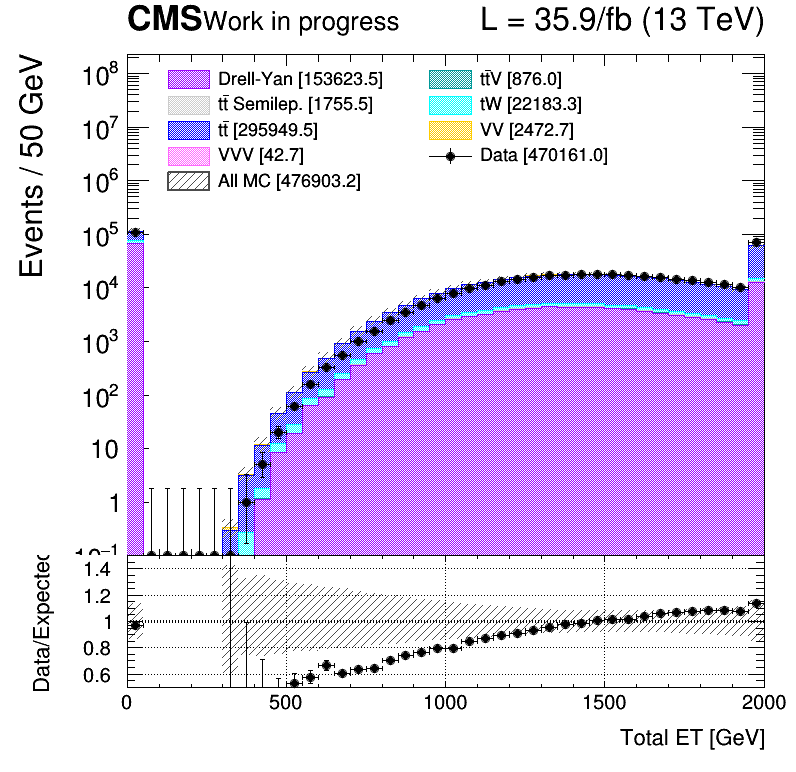 CMS Work in progress L = 35.9/fb (13 TeV)
Events / 50 GeV
Drell-Yan [153623.5] tt̄V [876.0]
tt̄ Semilep. [1755.5] tW [22183.3]
tt̄ [295949.5] VV [2472.7]
VVV [42.7] Data [470161.0]
All MC [476903.2]
10⁸
10⁷
10⁶
10⁵
10⁴
10³
10²
10
1
10⁻¹
Data/Expected
1.4
1.2
1
0.8
0.6
0 500 1000 1500 2000
Total ET [GeV]